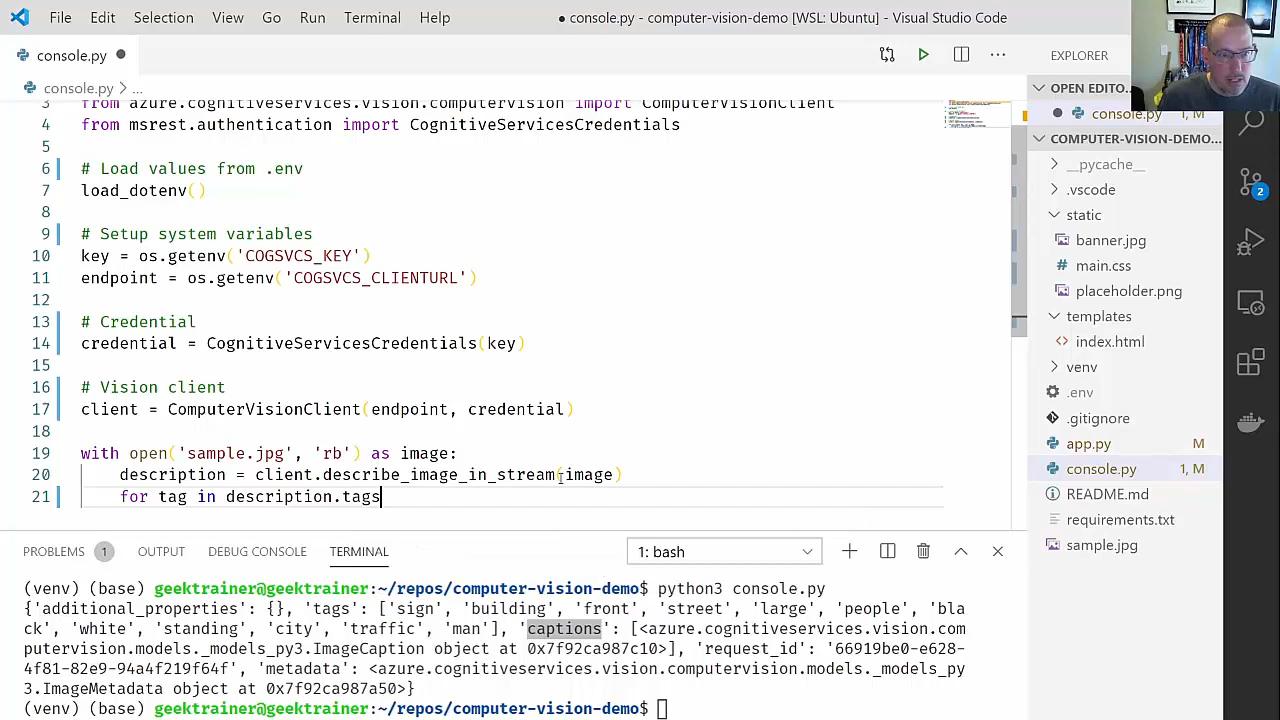 File Edit Selection View Go Run Terminal Help ● console.py - computer-vision-demo [WSL: Ubuntu] - Visual Studio Code
console.py ●
console.py > ...
EXPLORER
3 from azure.cognitiveservices.vision.computervision import ComputerVisionClient
4 from msrest.authentication import CognitiveServicesCredentials
5
6 # Load values from .env
7 load_dotenv()
8
9 # Setup system variables
10 key = os.getenv('COGSVCS_KEY')
11 endpoint = os.getenv('COGSVCS_CLIENTURL')
12
13 # Credential
14 credential = CognitiveServicesCredentials(key)
15
16 # Vision client
17 client = ComputerVisionClient(endpoint, credential)
18
19 with open('sample.jpg', 'rb') as image:
20 description = client.describe_image_in_stream(image)
21 for tag in description.tags
OPEN EDITO...
● console.py 1, M
COMPUTER-VISION-DEMO...
__pycache__
.vscode
static
banner.jpg
# main.css
placeholder.png
templates
<> index.html
venv
.env
.gitignore
app.py M
console.py 1, M
README.md
requirements.txt
sample.jpg
2
PROBLEMS 1 OUTPUT DEBUG CONSOLE TERMINAL 1: bash
(venv) (base) geektrainer@geektrainer:~/repos/computer-vision-demo$ python3 console.py
{'additional_properties': {}, 'tags': ['sign', 'building', 'front', 'street', 'large', 'people', 'bla
ck', 'white', 'standing', 'city', 'traffic', 'man'], 'captions': [<azure.cognitiveservices.vision.com
putervision.models._models_py3.ImageCaption object at 0x7f92ca987c10>], 'request_id': '66919be0-e628-
4f81-82e9-94a4f219f64f', 'metadata': <azure.cognitiveservices.vision.computervision.models._models_py
3.ImageMetadata object at 0x7f92ca987a50>}
(venv) (base) geektrainer@geektrainer:~/repos/computer-vision-demo$